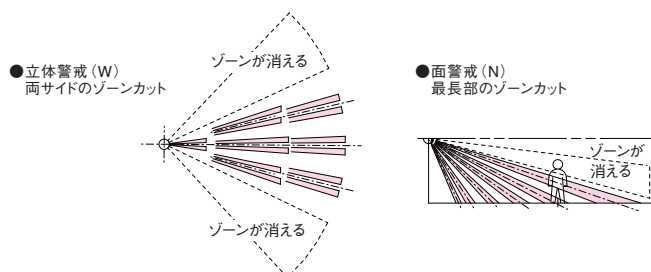 ●立体警戒(W)
両サイドのゾーンカット
ゾーンが消える
ゾーンが消える
●面警戒(N)
最長部のゾーンカット
ゾーンが
消える